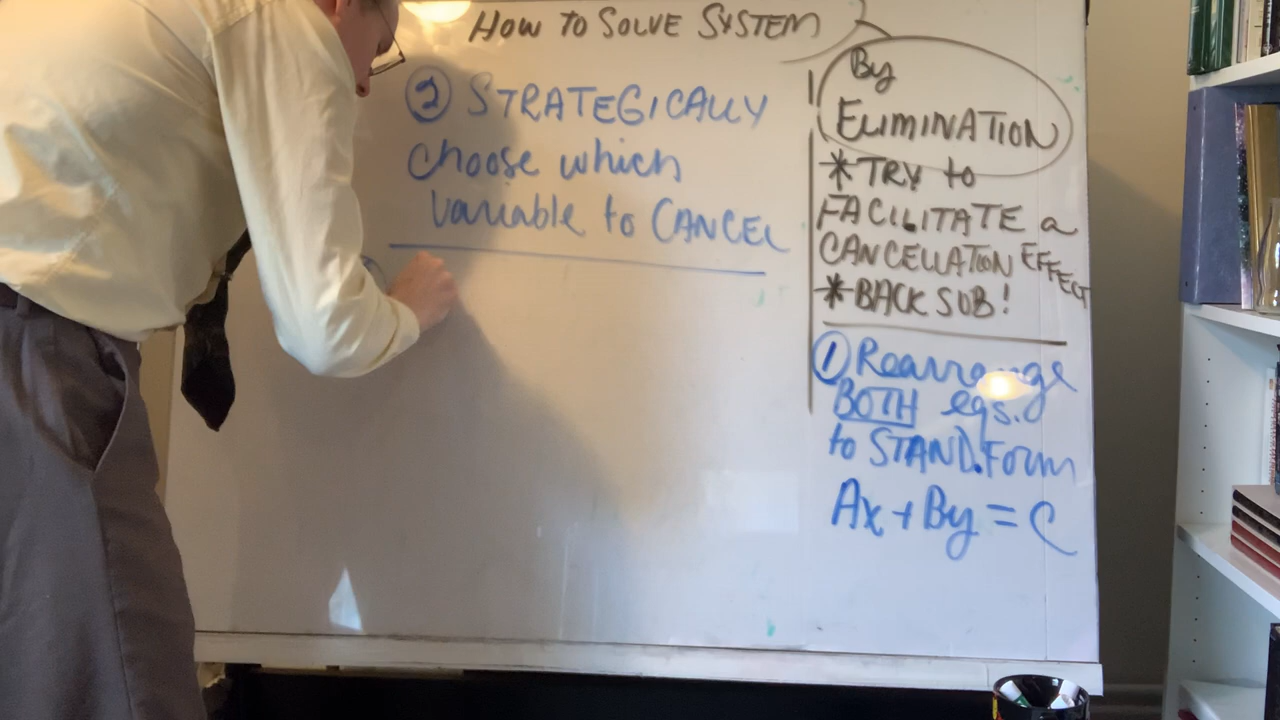 HOW TO SOLVE SYSTEM
By
ELIMINATION
* TRY to
FACILITATE a
CANCELLATION EFFECT
* BACK SUB!
① Rearrange
BOTH eqs.
to STAND. Form
Ax + By = C
② STRATEGICALLY
choose which
variable to CANCEL